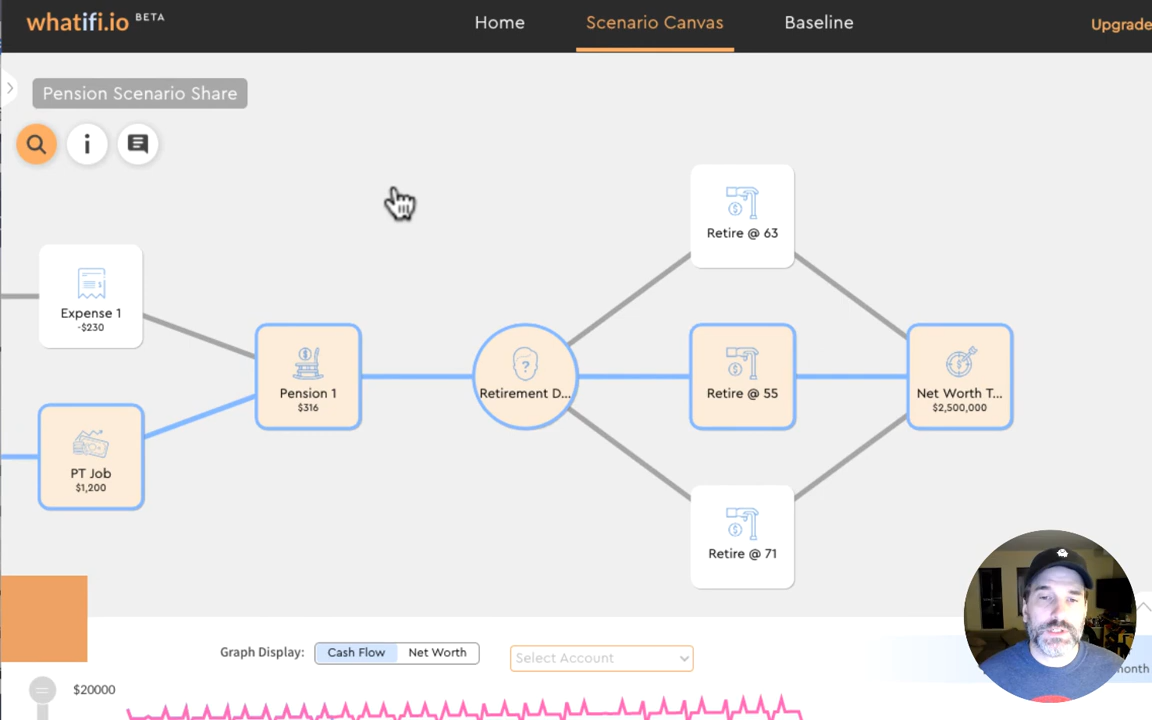 whatifi.io BETA
Home
Scenario Canvas
Baseline
Upgrade
Pension Scenario Share
Retire @ 63
Expense 1
-$230
Pension 1
$316
Retirement D...
Retire @ 55
Net Worth T...
$2,500,000
PT Job
$1,200
Retire @ 71
Graph Display:
Cash Flow
Net Worth
Select Account
month
$20000